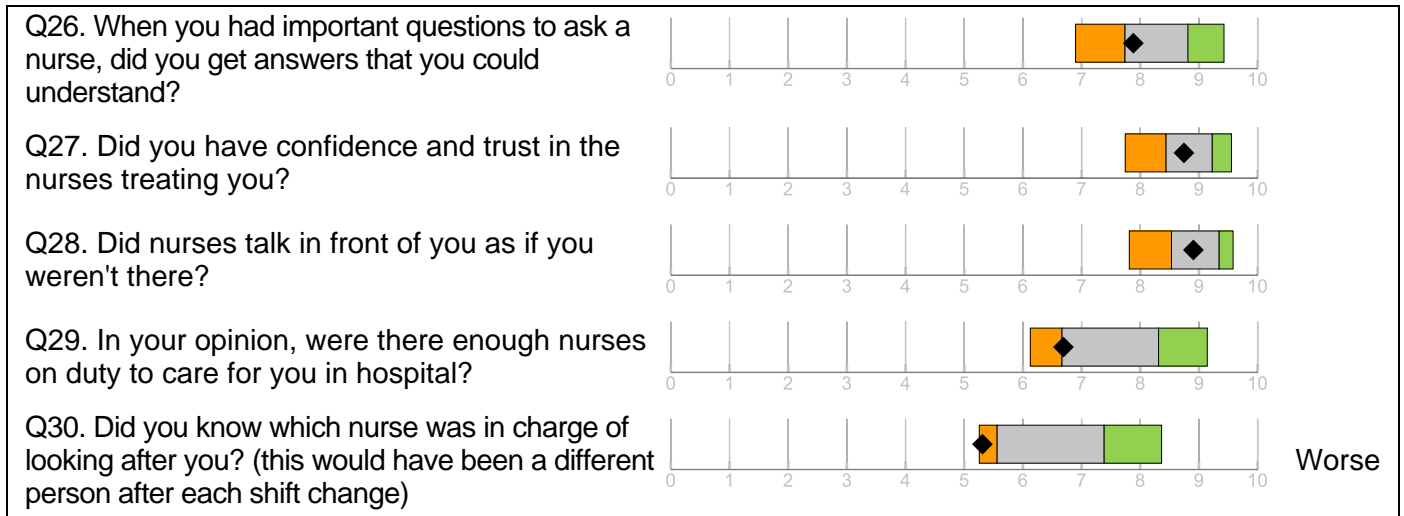 Q26. When you had important questions to ask a
nurse, did you get answers that you could
understand?
0 1 2 3 4 5 6 7 8 9 10
Q27. Did you have confidence and trust in the
nurses treating you?
0 1 2 3 4 5 6 7 8 9 10
Q28. Did nurses talk in front of you as if you
weren't there?
0 1 2 3 4 5 6 7 8 9 10
Q29. In your opinion, were there enough nurses
on duty to care for you in hospital?
0 1 2 3 4 5 6 7 8 9 10
Q30. Did you know which nurse was in charge of
looking after you? (this would have been a different
person after each shift change)
0 1 2 3 4 5 6 7 8 9 10
Worse